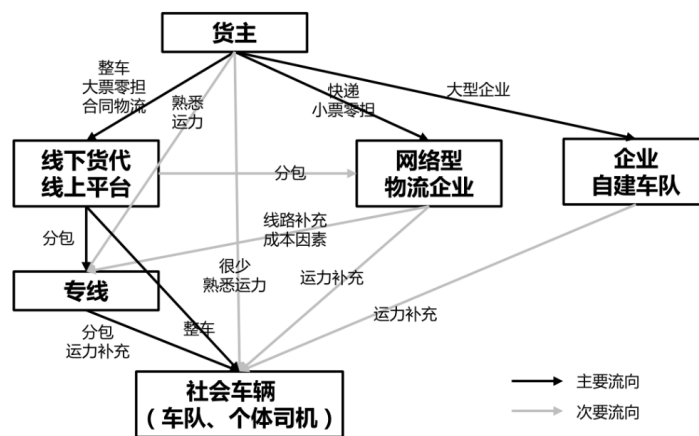 货主
整车
大票零担
合同物流
熟悉
运力
快递
小票零担
大型企业
线下货代
线上平台
分包
网络型
物流企业
企业
自建车队
分包
线路补充
成本因素
专线
很少
熟悉运力
运力补充
运力补充
分包
运力补充
整车
社会车辆
（车队、个体司机）
主要流向
次要流向